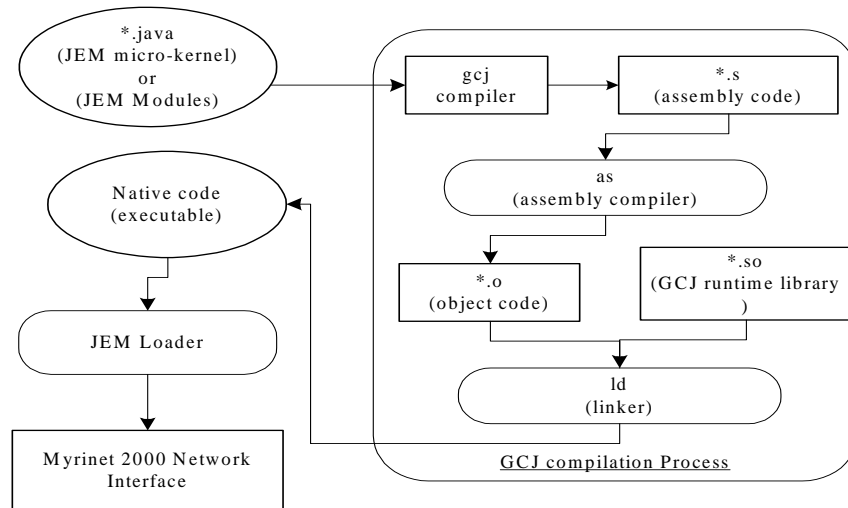 *.java
(JEM micro-kernel)
or
(JEM Modules)
gcj
compiler
*.s
(assembly code)
as
(assembly compiler)
Native code
(executable)
*.o
(object code)
*.so
(GCJ runtime library
)
JEM Loader
ld
(linker)
Myrinet 2000 Network
Interface
GCJ compilation Process